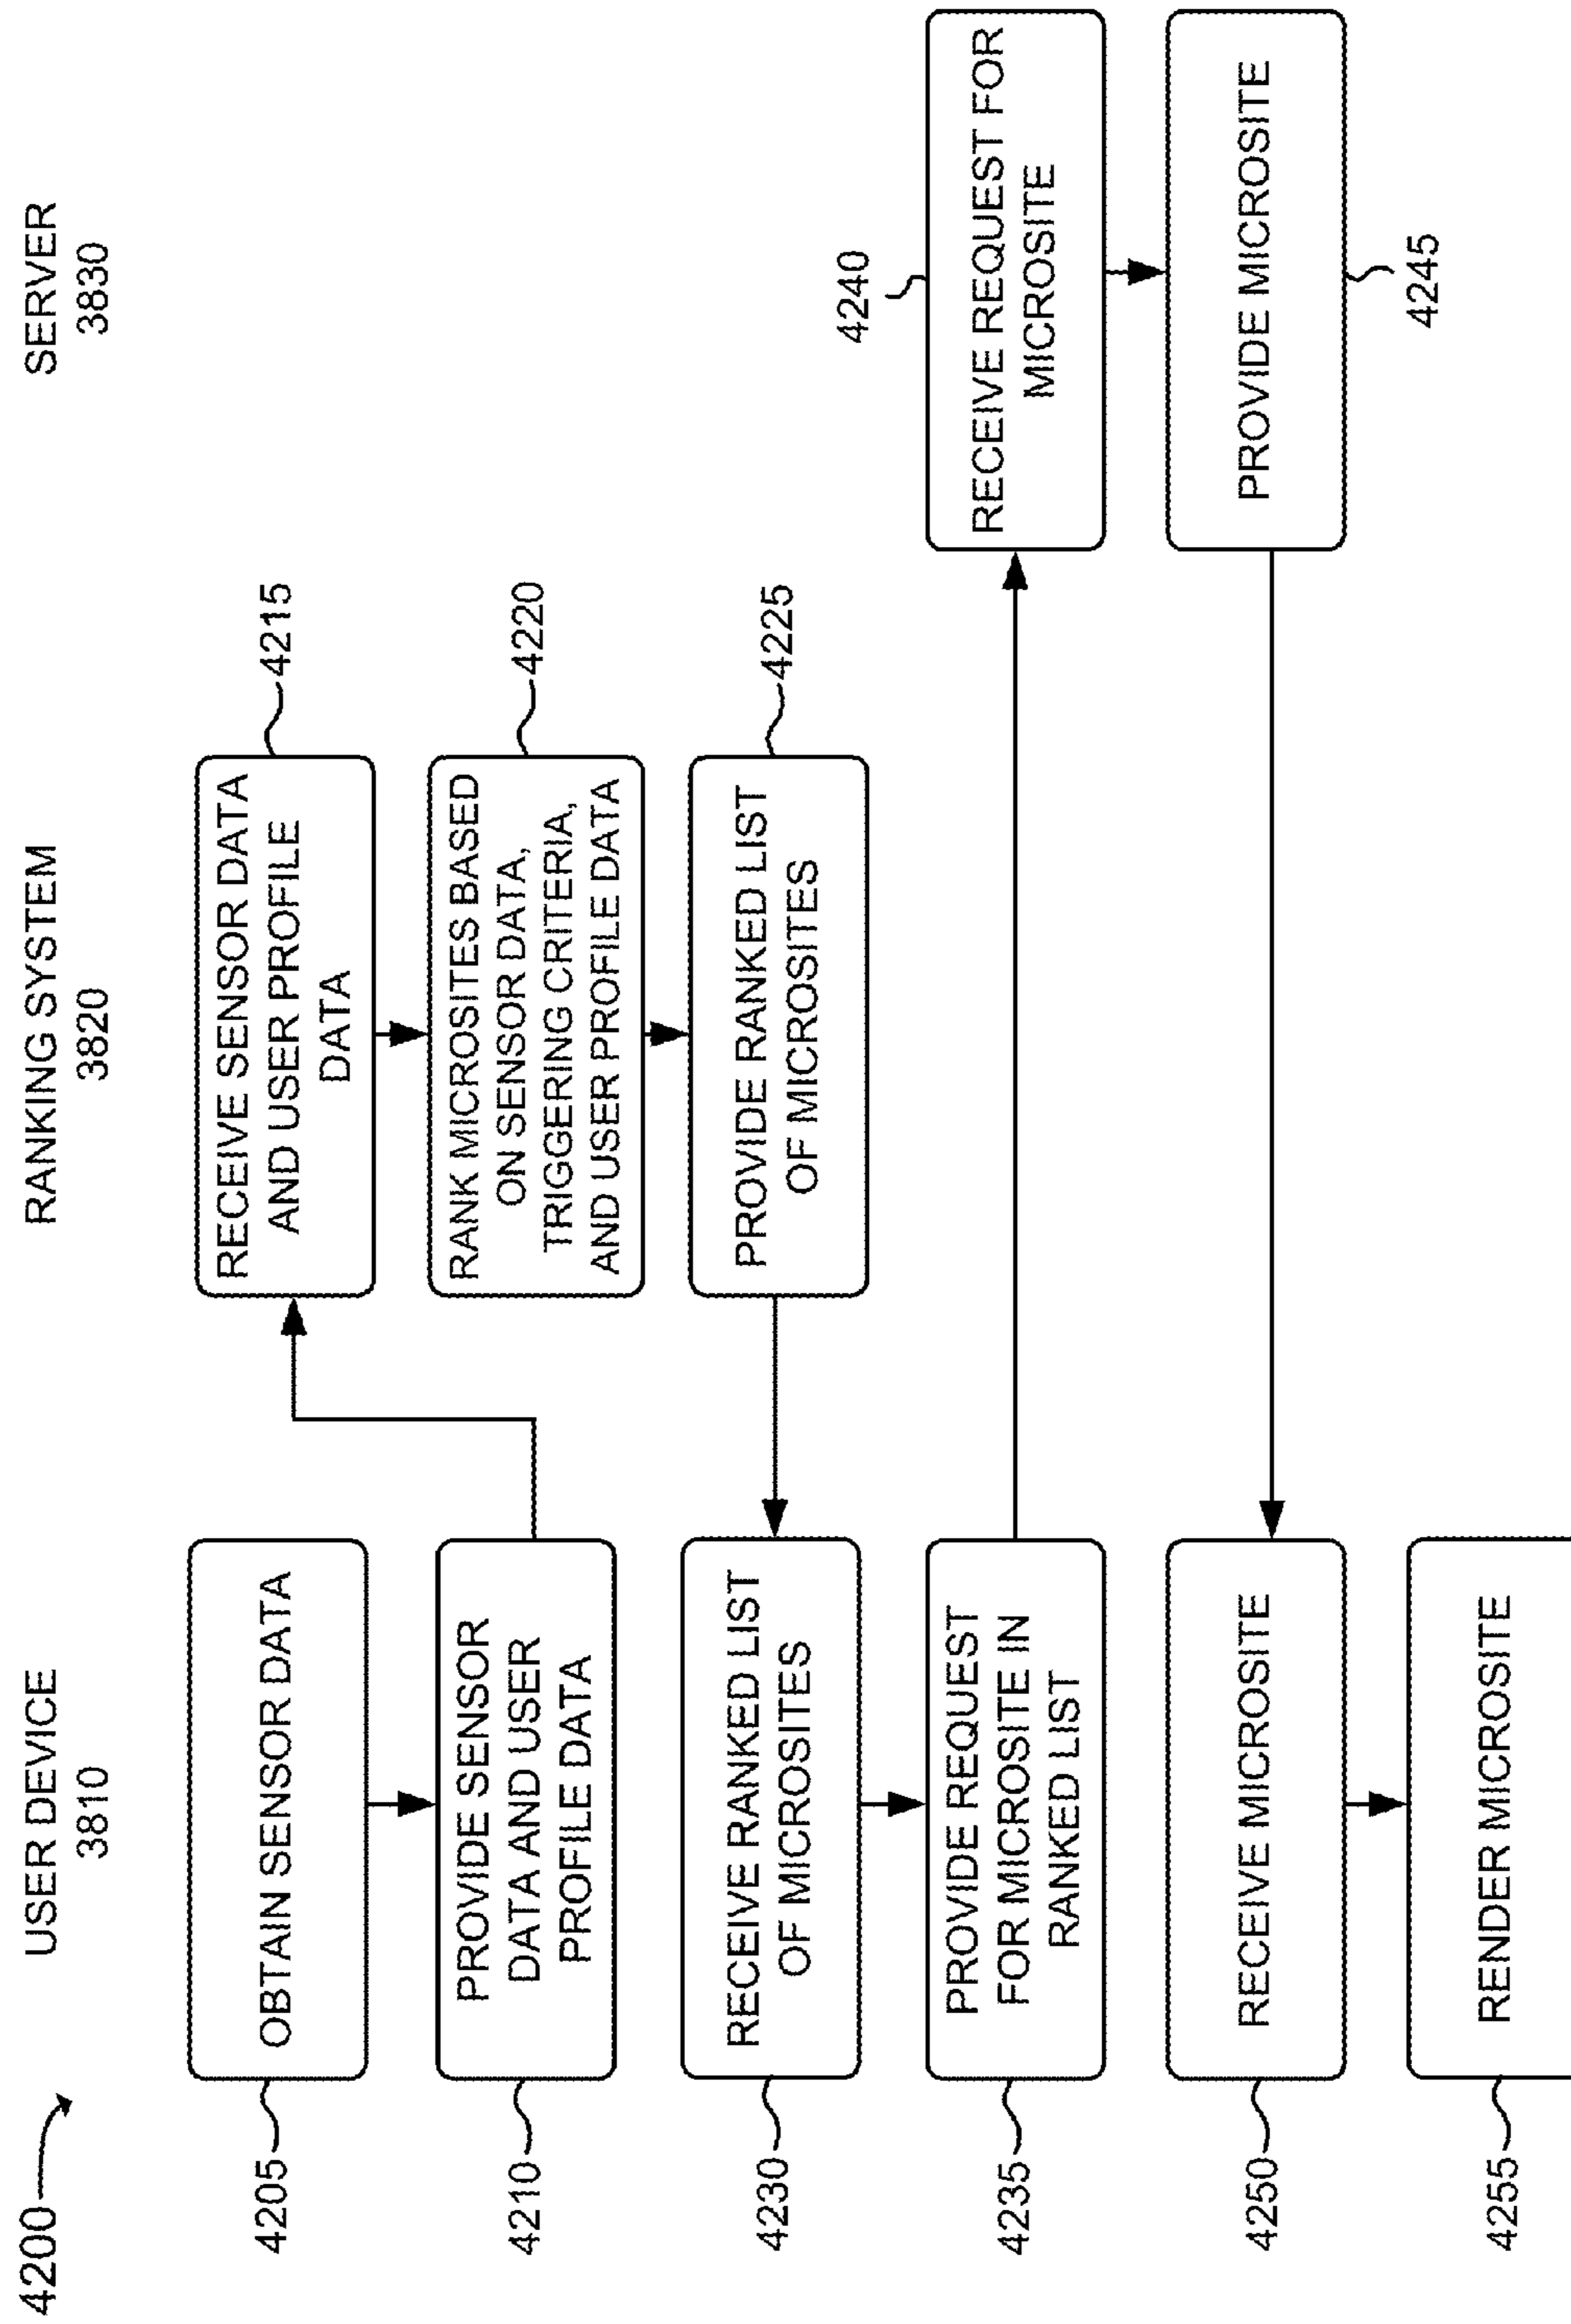 4200
USER DEVICE
3810
RANKING SYSTEM
3820
SERVER
3830
4205
OBTAIN SENSOR DATA
4210
PROVIDE SENSOR
DATA AND USER
PROFILE DATA
RECEIVE SENSOR DATA
AND USER PROFILE
DATA
4215
RANK MICROSITES BASED
ON SENSOR DATA,
TRIGGERING CRITERIA,
AND USER PROFILE DATA
4220
PROVIDE RANKED LIST
OF MICROSITES
4225
4230
RECEIVE RANKED LIST
OF MICROSITES
4235
PROVIDE REQUEST
FOR MICROSITE IN
RANKED LIST
4240
RECEIVE REQUEST FOR
MICROSITE
PROVIDE MICROSITE
4245
4250
RECEIVE MICROSITE
4255
RENDER MICROSITE